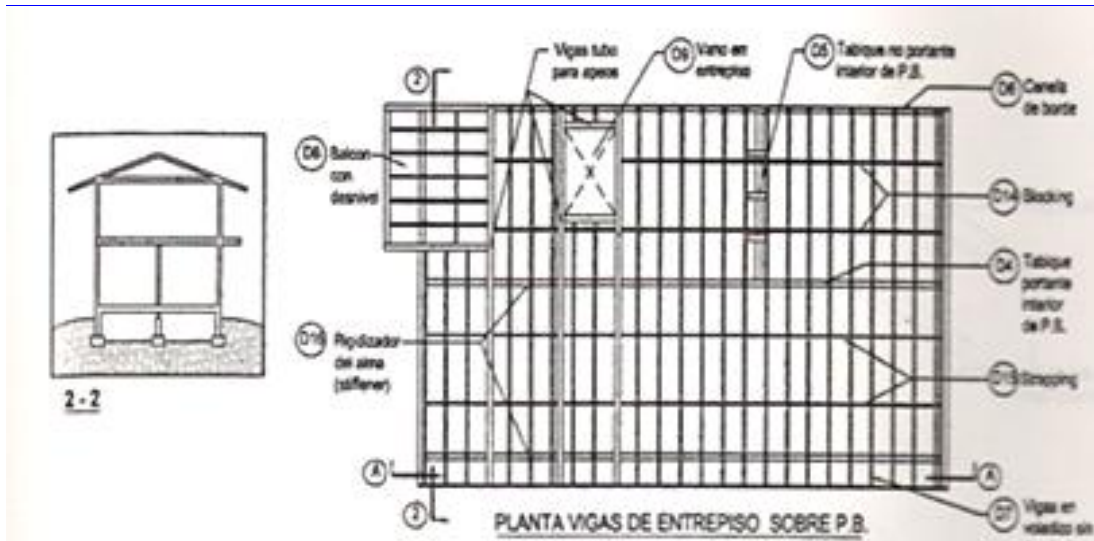 2
Vigas tubo
para apeos
D9
Vano en
entrepiso
D5
Tabique no portante
interior de P.B.
D6
Cenefa
de borde
D8
Balcon
con
desnivel
X
D14
Blocking
D4
Tabique
portante
interior
de P.B.
D16
Rigidizador
del alma
(stiffener)
Strapping
2 - 2
A
A
2
D7
Vigas en
voladizo sin
PLANTA VIGAS DE ENTREPISO SOBRE P.B.